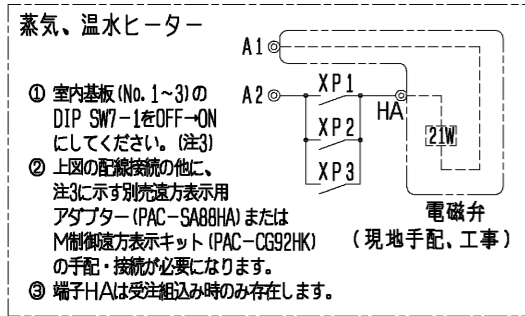 蒸気、温水ヒーター
A1
A2
XP1
XP2
XP3
HA
21W
電磁弁
(現地手配、工事)
① 室内基板(No.1~3)の
DIP SW7-1をOFF→ON
にしてください。(注3)
② 上図の配線接続の他に、
注3に示す別売遠方表示用
アダプター(PAC-SA88HA)または
M制御遠方表示キット(PAC-CG92HK)
の手配・接続が必要になります。
③ 端子HAは受注組込み時のみ存在します。